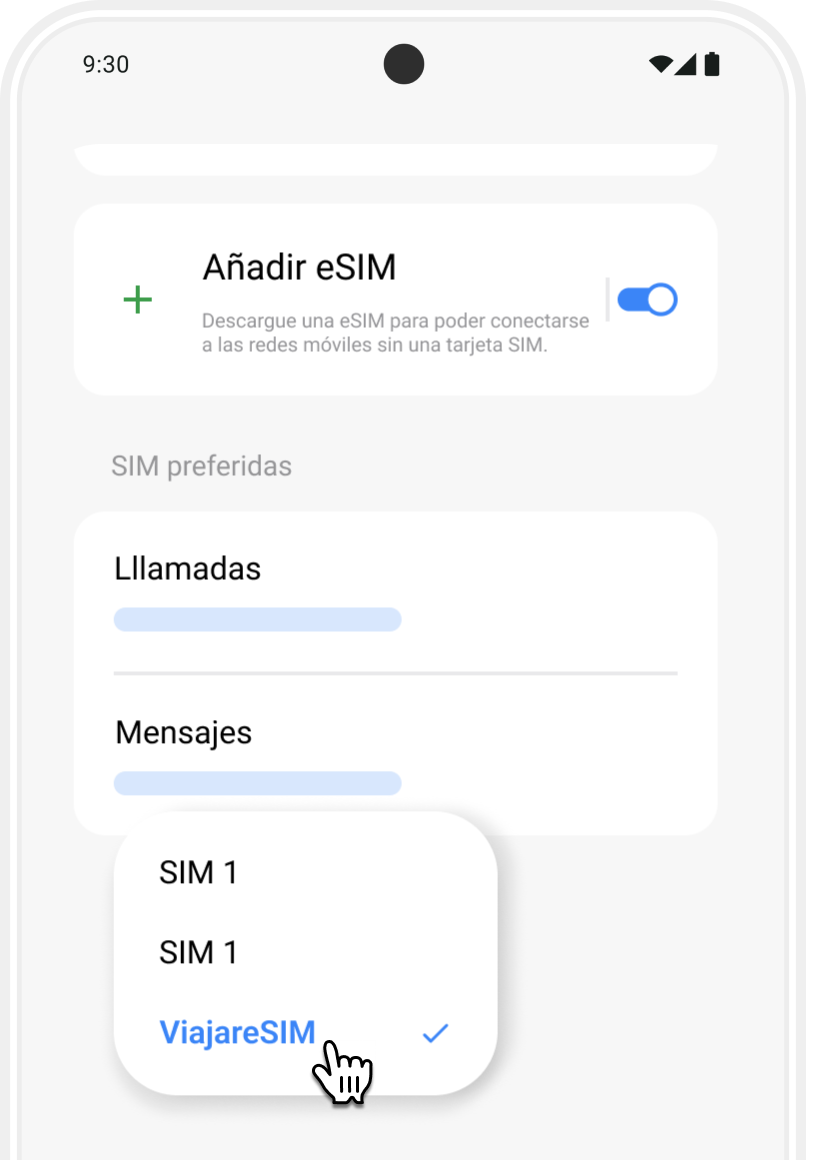 9:30
Añadir eSIM
Descargue una eSIM para poder conectarse
a las redes móviles sin una tarjeta SIM.
SIM preferidas
Lllamadas
Mensajes
SIM 1
SIM 1
ViajareSIM